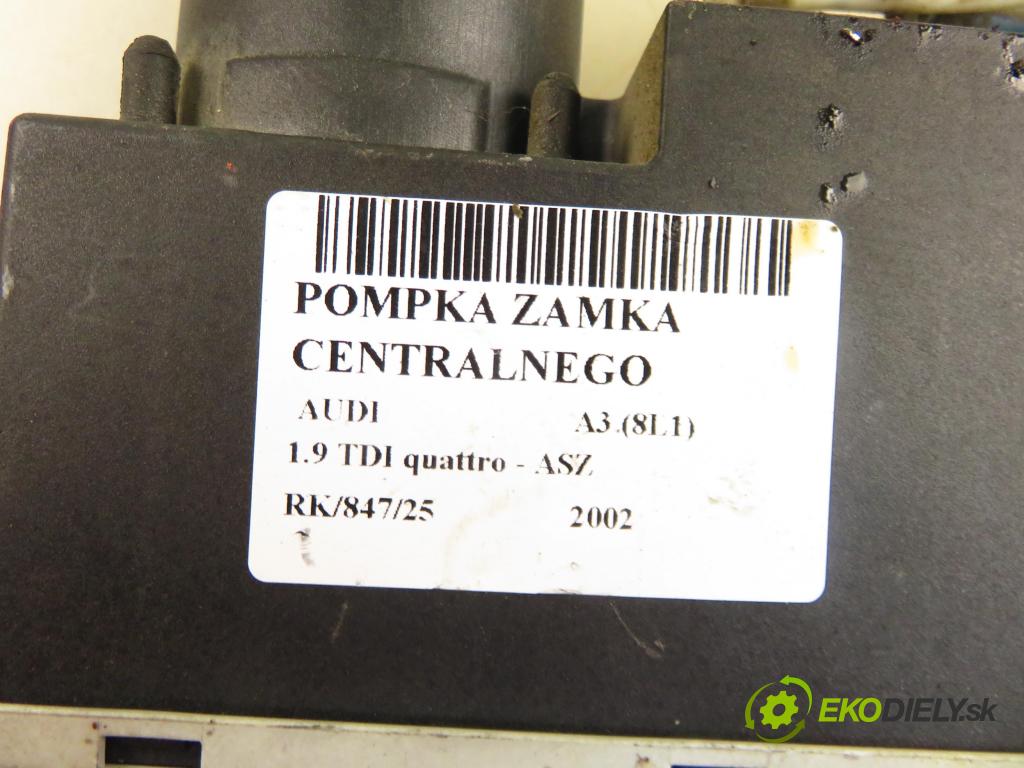 POMPKA ZAMKA
CENTRALNEGO
AUDI A3 (8L1)
1.9 TDI quattro - ASZ
RK/847/25 2002
EKODIELY.sk